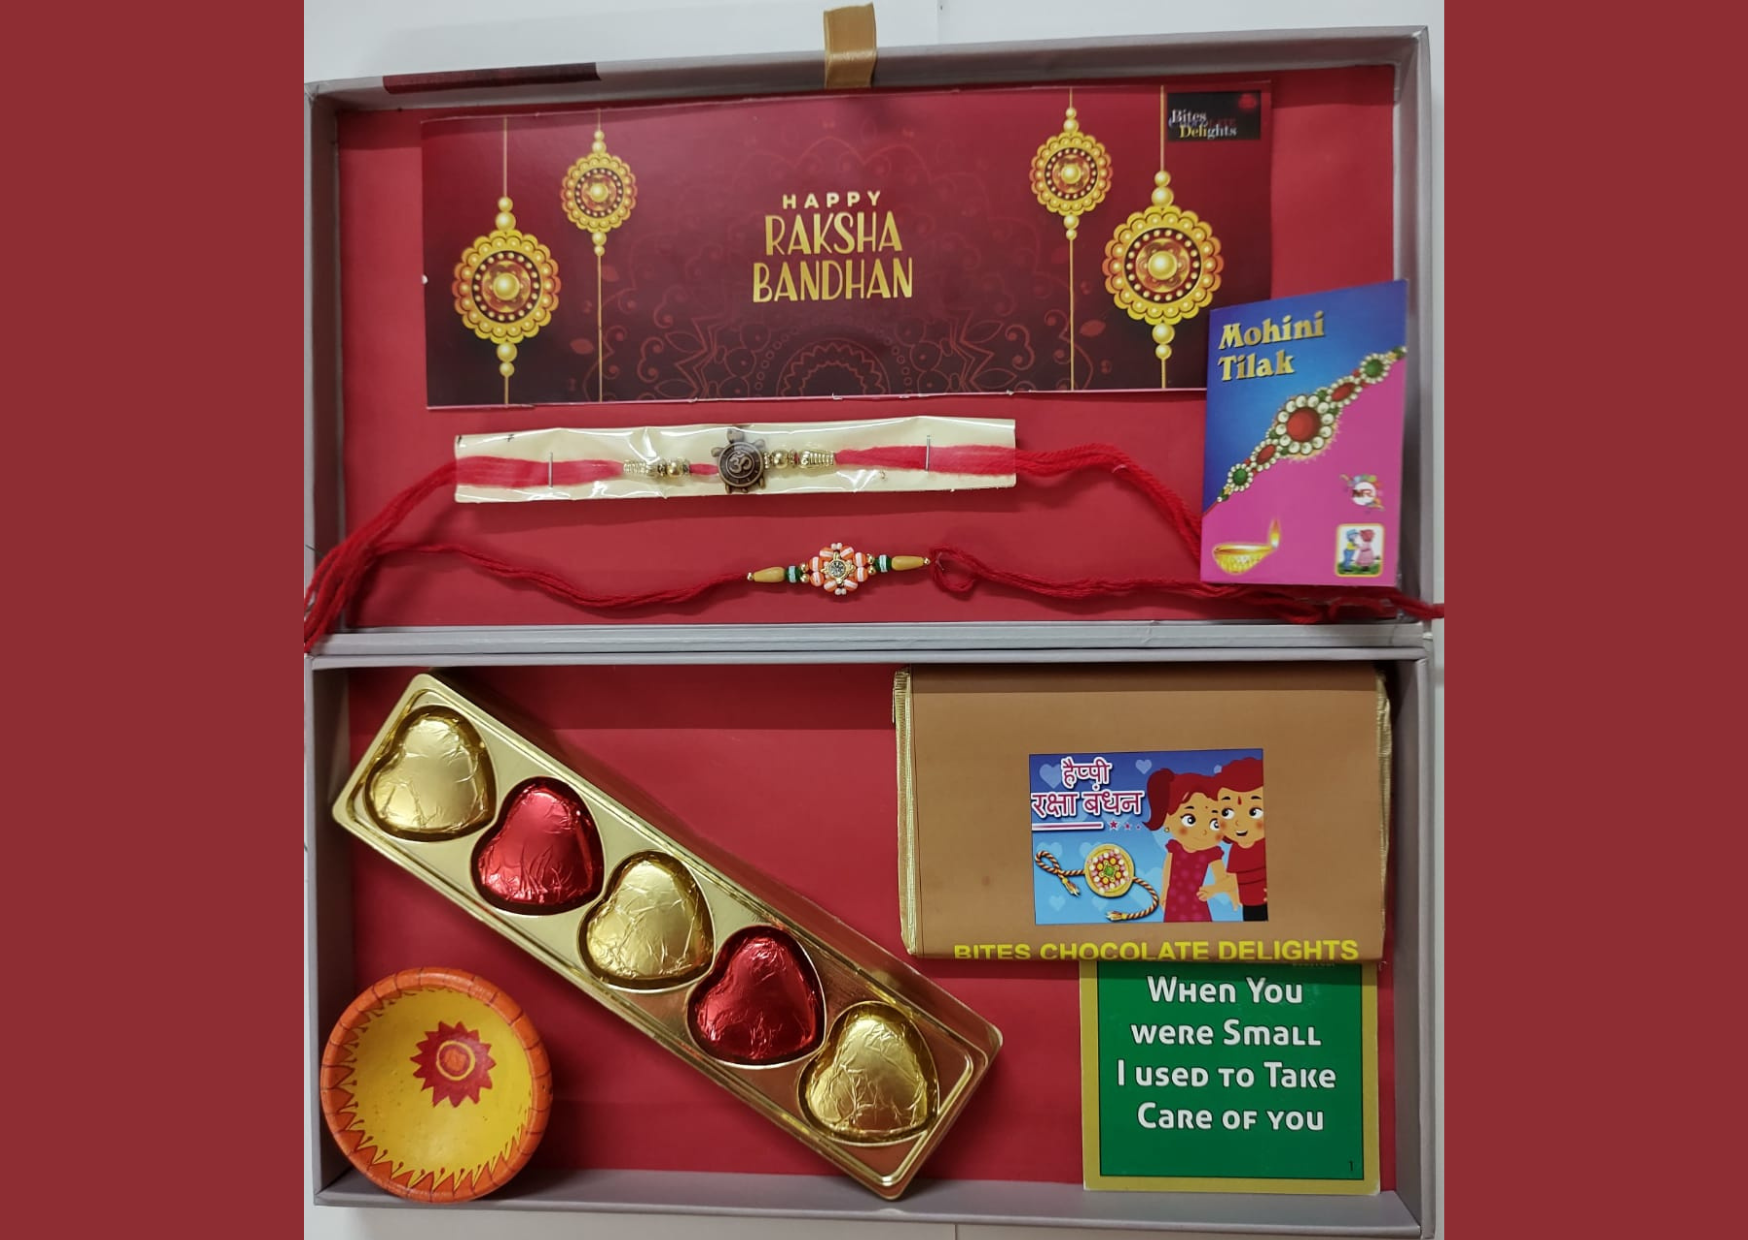 Bites
Delights
HAPPY
RAKSHA
BANDHAN
Mohini
Tilak
हैप्पी
रक्षा बंधन
BITES CHOCOLATE DELIGHTS
When You
were Small
I used to Take
Care of you
1